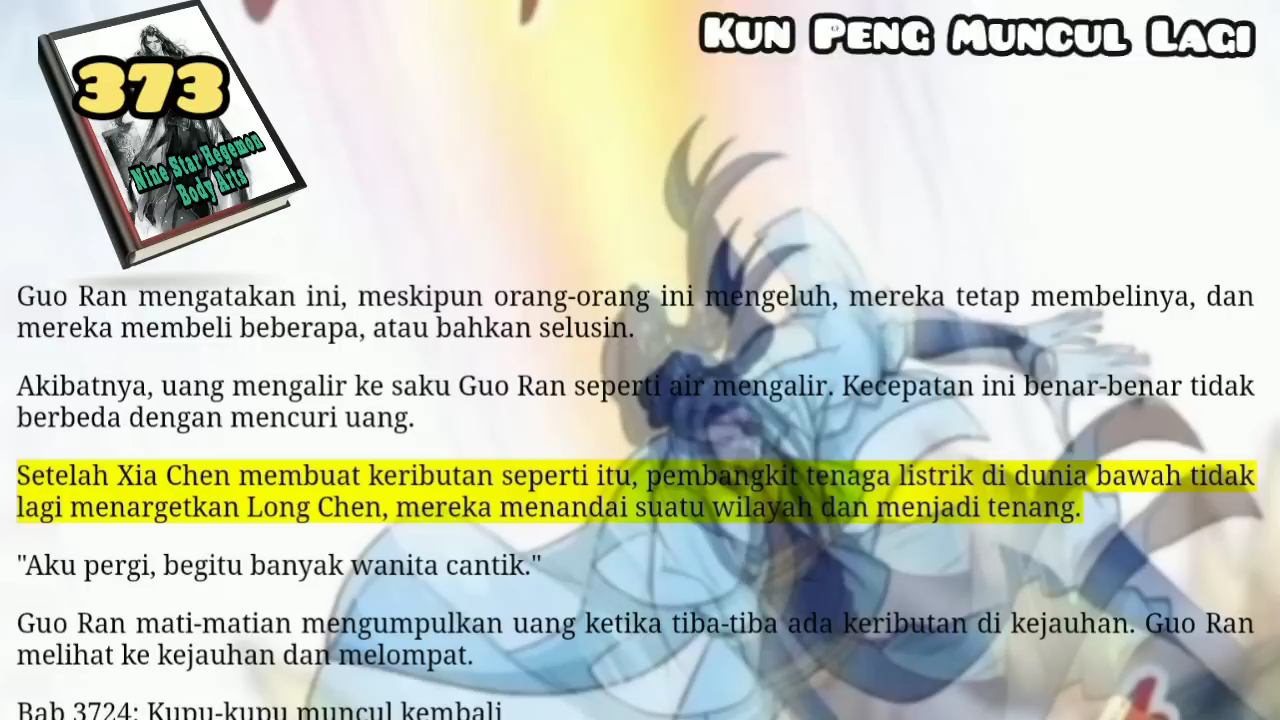 Kun Peng Muncul Lagi
373
Nine Star Hegemon
Body Arts
Guo Ran mengatakan ini, meskipun orang-orang ini mengeluh, mereka tetap membelinya, dan
mereka membeli beberapa, atau bahkan selusin.
Akibatnya, uang mengalir ke saku Guo Ran seperti air mengalir. Kecepatan ini benar-benar tidak
berbeda dengan mencuri uang.
Setelah Xia Chen membuat keributan seperti itu, pembangkit tenaga listrik di dunia bawah tidak
lagi menargetkan Long Chen, mereka menandai suatu wilayah dan menjadi tenang.
"Aku pergi, begitu banyak wanita cantik."
Guo Ran mati-matian mengumpulkan uang ketika tiba-tiba ada keributan di kejauhan. Guo Ran
melihat ke kejauhan dan melompat.
Bab 3724: Kupu-kupu muncul kembali